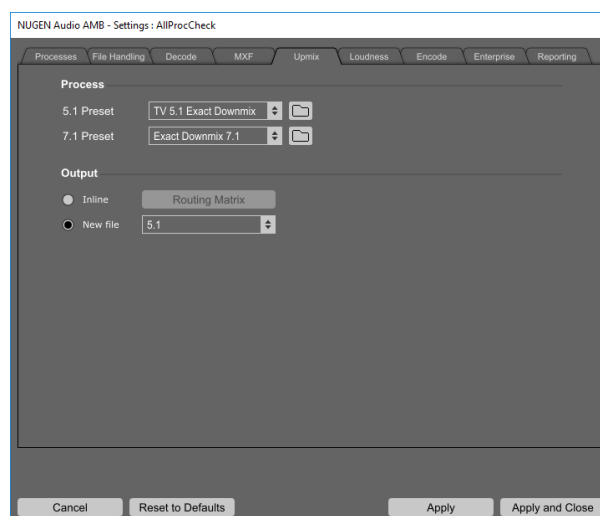 NUGEN Audio AMB - Settings : AllProcCheck
Processes File Handling Decode MXF Upmix Loudness Encode Enterprise Reporting
Process
5.1 Preset TV 5.1 Exact Downmix
7.1 Preset Exact Downmix 7.1
Output
Inline Routing Matrix
New file 5.1
Cancel Reset to Defaults Apply Apply and Close